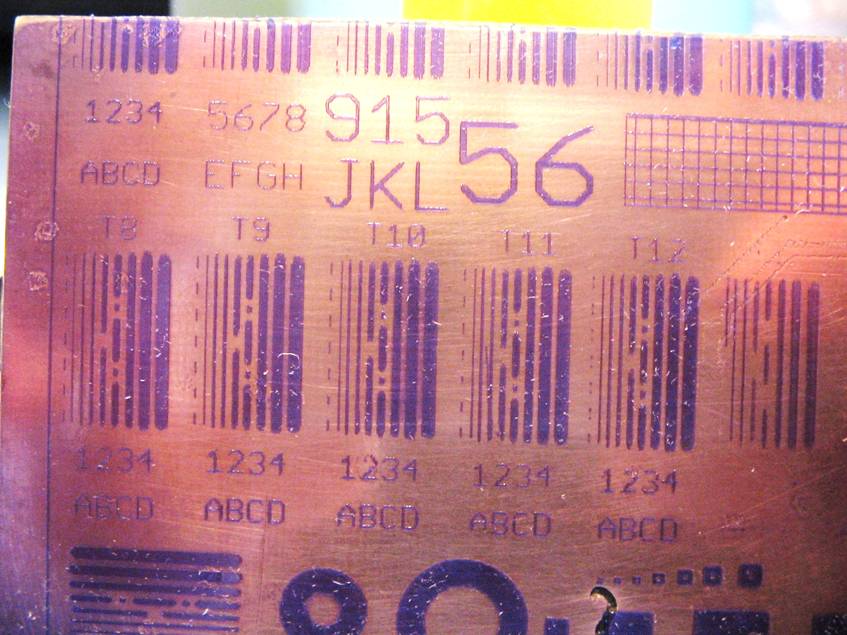 1234 5678 915 56
ABCD EFGH JKL
T8 T9 T10 T11 T12
1234 1234 1234 1234 1234
ABCD ABCD ABCD ABCD ABCD